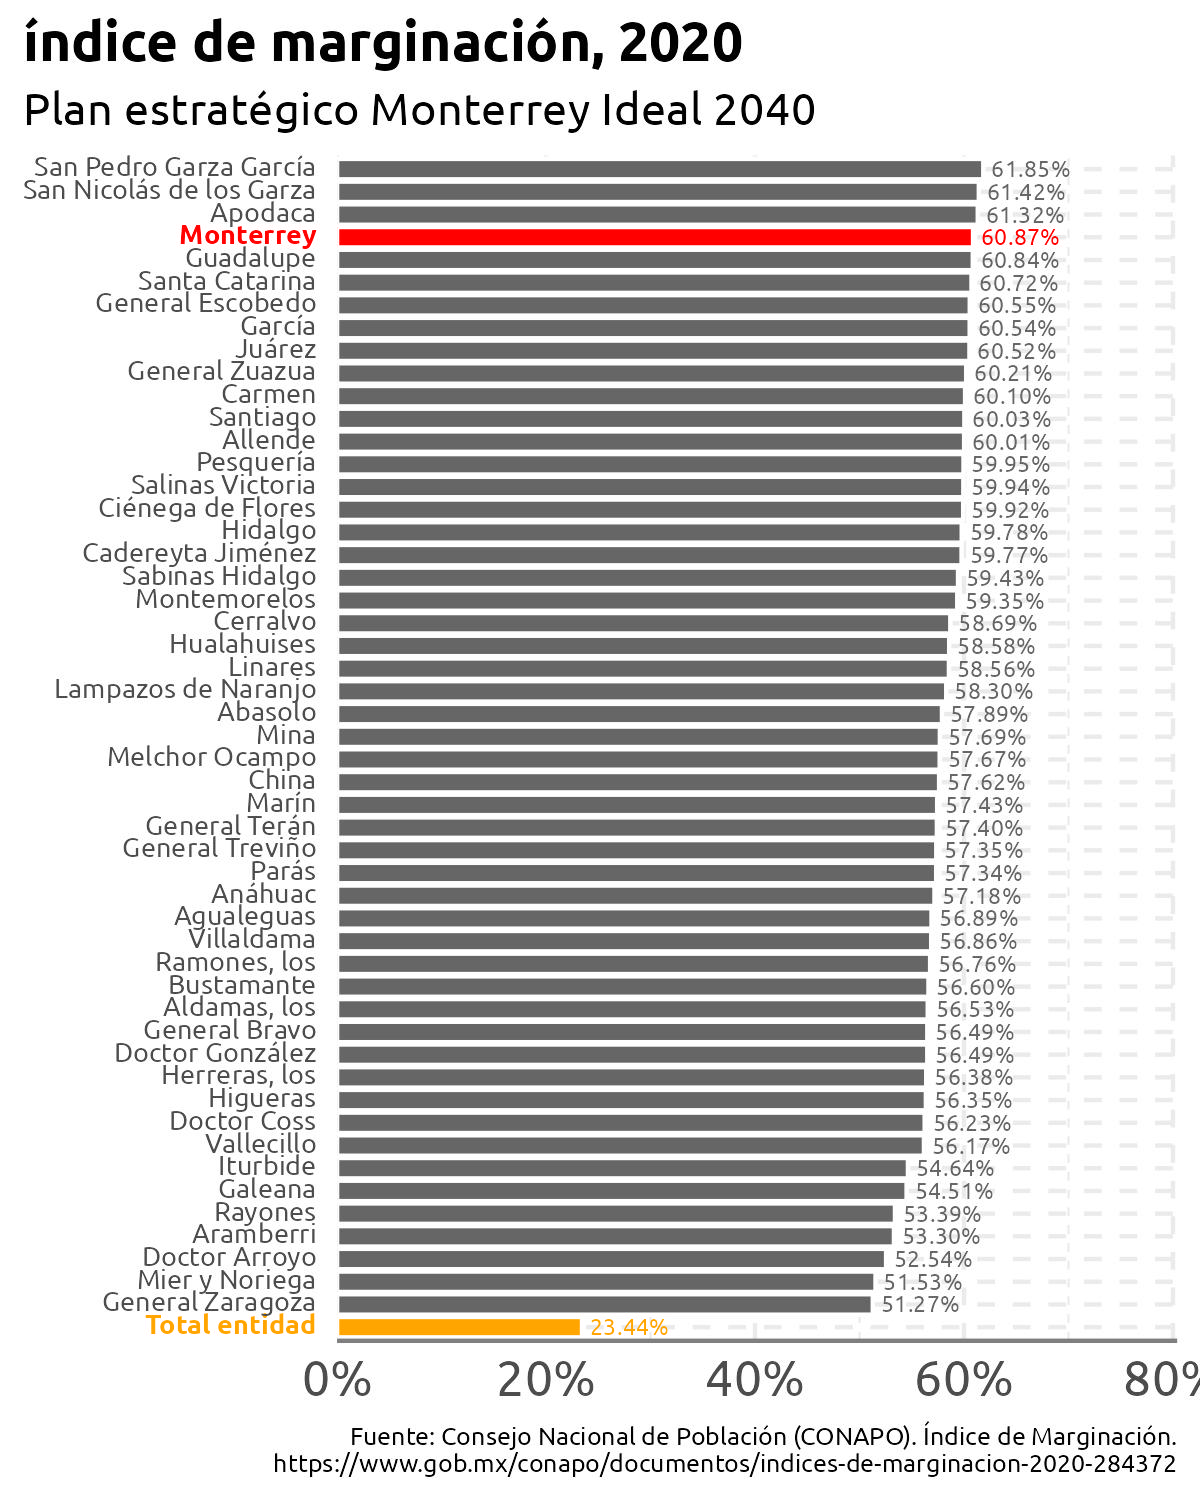 índice de marginación, 2020
Plan estratégico Monterrey Ideal 2040
San Pedro Garza García 61.85%
San Nicolás de los Garza 61.42%
Apodaca 61.32%
Monterrey 60.87%
Guadalupe 60.84%
Santa Catarina 60.72%
General Escobedo 60.55%
García 60.54%
Juárez 60.52%
General Zuazua 60.21%
Carmen 60.10%
Santiago 60.03%
Allende 60.01%
Pesquería 59.95%
Salinas Victoria 59.94%
Ciénega de Flores 59.92%
Hidalgo 59.78%
Cadereyta Jiménez 59.77%
Sabinas Hidalgo 59.43%
Montemorelos 59.35%
Cerralvo 58.69%
Hualahuises 58.58%
Linares 58.56%
Lampazos de Naranjo 58.30%
Abasolo 57.89%
Mina 57.69%
Melchor Ocampo 57.67%
China 57.62%
Marín 57.43%
General Terán 57.40%
General Treviño 57.35%
Parás 57.34%
Anáhuac 57.18%
Agualeguas 56.89%
Villaldama 56.86%
Ramones, los 56.76%
Bustamante 56.60%
Aldamas, los 56.53%
General Bravo 56.49%
Doctor González 56.49%
Herreras, los 56.38%
Higueras 56.35%
Doctor Coss 56.23%
Vallecillo 56.17%
Iturbide 54.64%
Galeana 54.51%
Rayones 53.39%
Aramberri 53.30%
Doctor Arroyo 52.54%
Mier y Noriega 51.53%
General Zaragoza 51.27%
Total entidad 23.44%
0% 20% 40% 60% 80%
Fuente: Consejo Nacional de Población (CONAPO). Índice de Marginación.
https://www.gob.mx/conapo/documentos/indices-de-marginacion-2020-284372